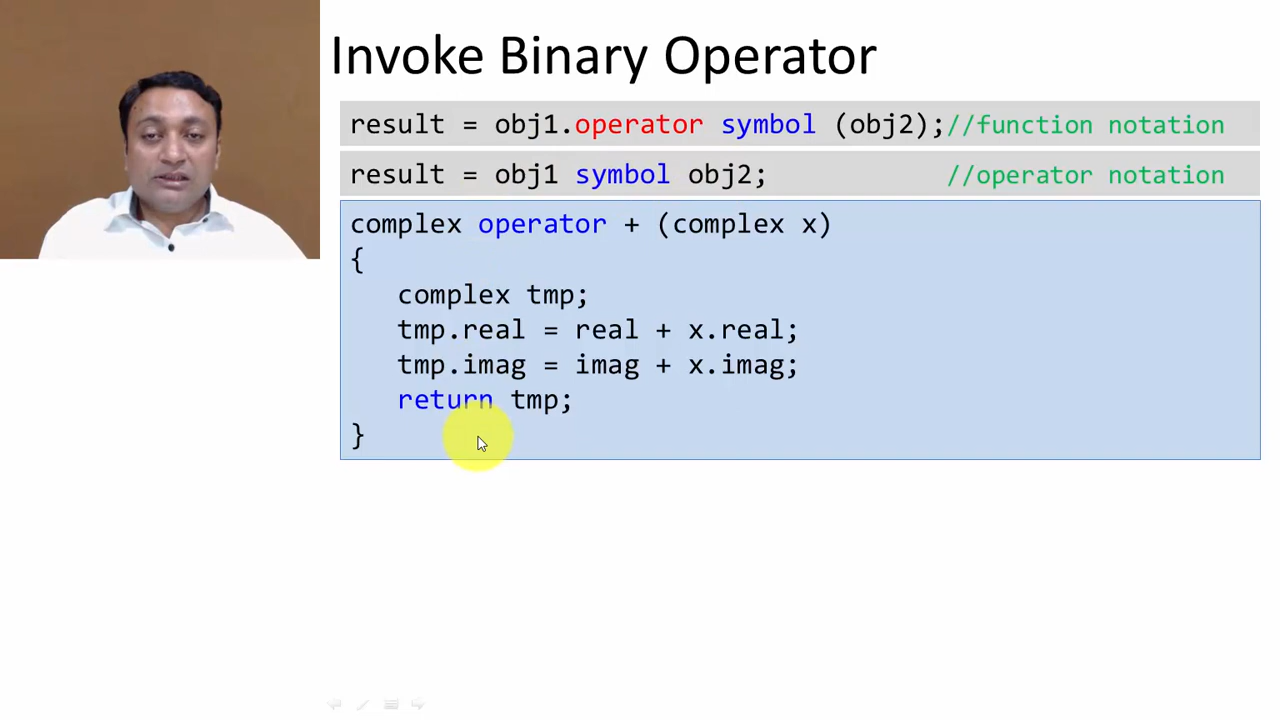 Invoke Binary Operator
result = obj1.operator symbol (obj2);//function notation
result = obj1 symbol obj2; //operator notation
complex operator + (complex x)
{
complex tmp;
tmp.real = real + x.real;
tmp.imag = imag + x.imag;
return tmp;
}